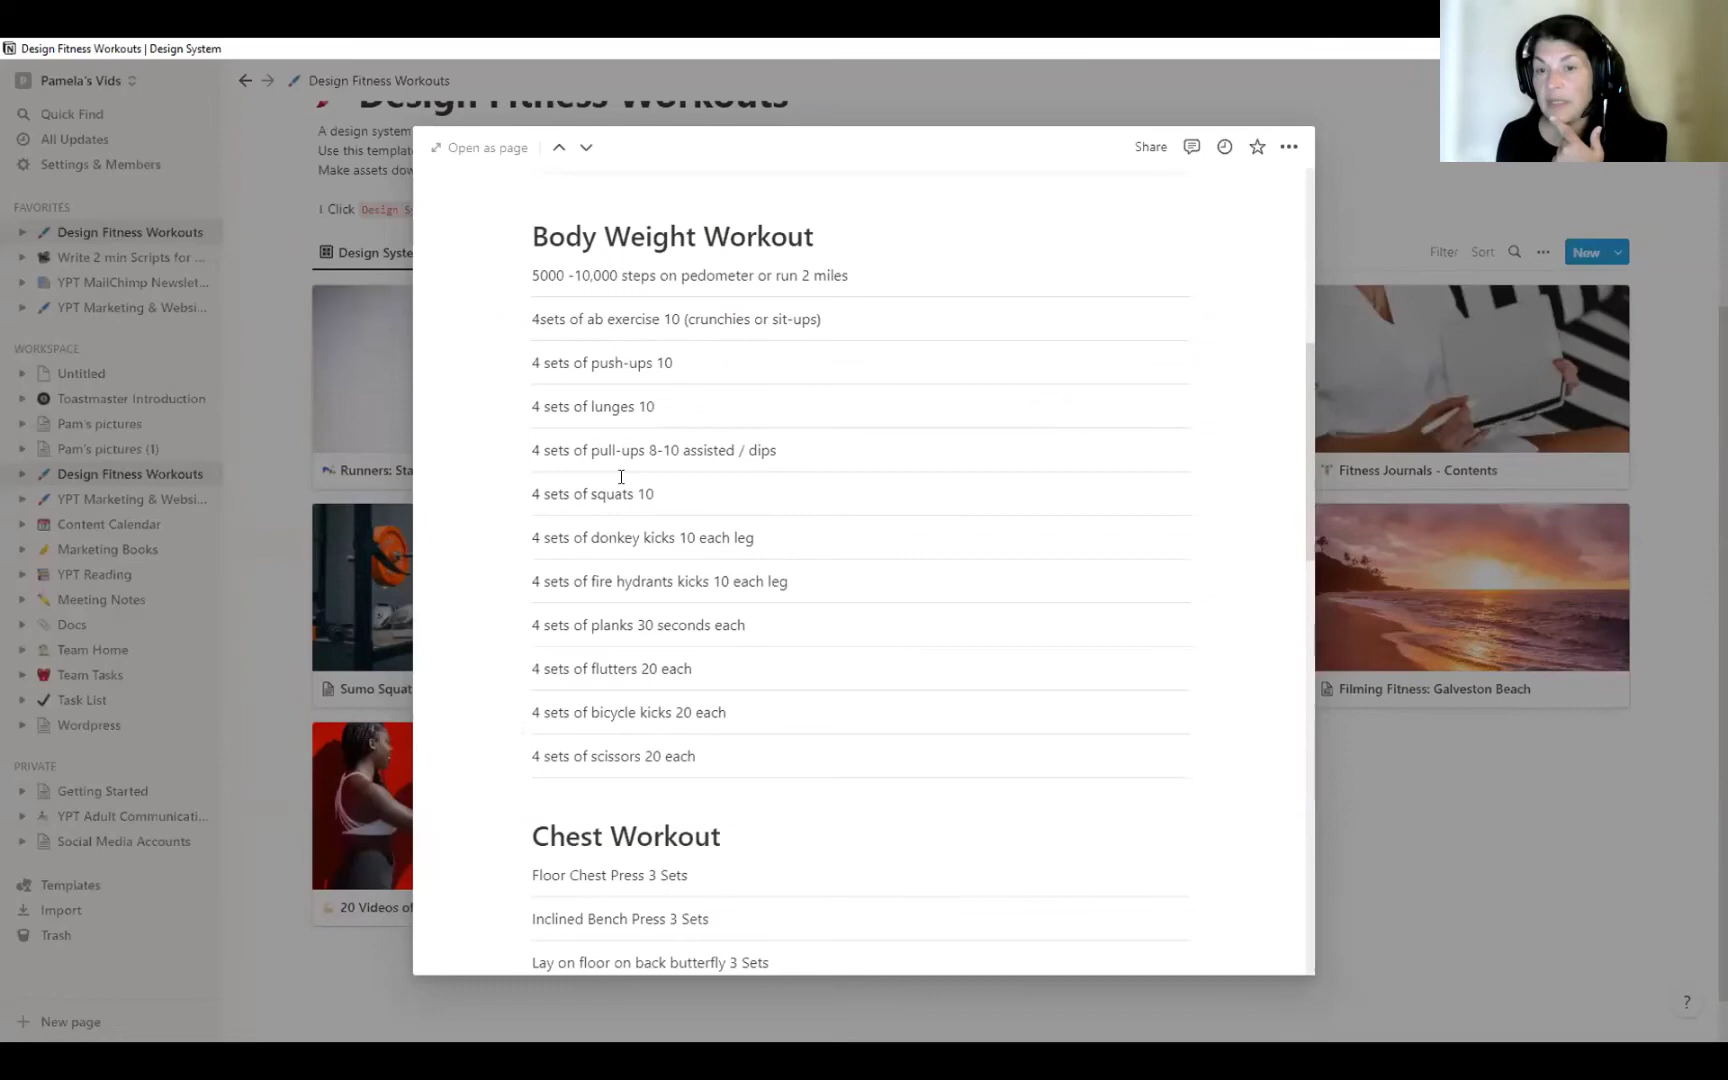 Design Fitness Workouts | Design System
P Pamela's Vids
Quick Find
All Updates
Settings & Members
FAVORITES
Design Fitness Workouts
Write 2 min Scripts for ...
YPT MailChimp Newslet...
YPT Marketing & Websi...
WORKSPACE
Untitled
Toastmaster Introduction
Pam's pictures
Pam's pictures (1)
Design Fitness Workouts
YPT Marketing & Websi...
Content Calendar
Marketing Books
YPT Reading
Meeting Notes
Docs
Team Home
Team Tasks
Task List
Wordpress
PRIVATE
Getting Started
YPT Adult Communicati...
Social Media Accounts
Templates
Import
Trash
New page
Design Fitness Workouts
Design Fitness Workouts
A design system
Use this templat
Make assets dow
Click Design Sy
Design Syste
Filter Sort New
Runners: Sta
Sumo Squat
20 Videos of
Fitness Journals - Contents
Filming Fitness: Galveston Beach
Open as page
Share
Body Weight Workout
5000 -10,000 steps on pedometer or run 2 miles
4sets of ab exercise 10 (crunchies or sit-ups)
4 sets of push-ups 10
4 sets of lunges 10
4 sets of pull-ups 8-10 assisted / dips
4 sets of squats 10
4 sets of donkey kicks 10 each leg
4 sets of fire hydrants kicks 10 each leg
4 sets of planks 30 seconds each
4 sets of flutters 20 each
4 sets of bicycle kicks 20 each
4 sets of scissors 20 each
Chest Workout
Floor Chest Press 3 Sets
Inclined Bench Press 3 Sets
Lay on floor on back butterfly 3 Sets
?